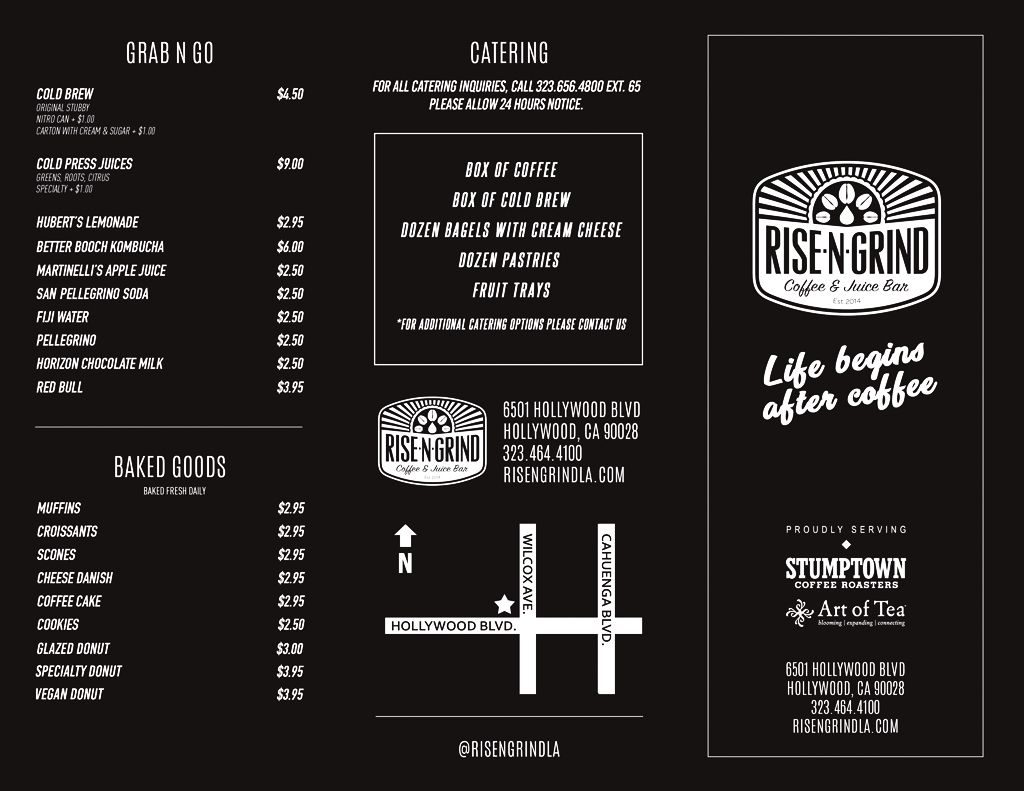 GRAB N GO
COLD BREW $4.50
ORIGINAL STUBBY
NITRO CAN + $1.00
CARTON WITH CREAM & SUGAR + $1.00
COLD PRESS JUICES $9.00
GREENS, ROOTS, CITRUS
SPECIALTY + $1.00
HUBERT'S LEMONADE $2.95
BETTER BOOCH KOMBUCHA $6.00
MARTINELLI'S APPLE JUICE $2.50
SAN PELLEGRINO SODA $2.50
FIJI WATER $2.50
PELLEGRINO $2.50
HORIZON CHOCOLATE MILK $2.50
RED BULL $3.95
BAKED GOODS
BAKED FRESH DAILY
MUFFINS $2.95
CROISSANTS $2.95
SCONES $2.95
CHEESE DANISH $2.95
COFFEE CAKE $2.95
COOKIES $2.50
GLAZED DONUT $3.00
SPECIALTY DONUT $3.95
VEGAN DONUT $3.95
CATERING
FOR ALL CATERING INQUIRIES, CALL 323.656.4800 EXT. 65
PLEASE ALLOW 24 HOURS NOTICE.
BOX OF COFFEE
BOX OF COLD BREW
DOZEN BAGELS WITH CREAM CHEESE
DOZEN PASTRIES
FRUIT TRAYS
*FOR ADDITIONAL CATERING OPTIONS PLEASE CONTACT US
RISE·N·GRIND
Coffee & Juice Bar
Est 2014
6501 HOLLYWOOD BLVD
HOLLYWOOD, CA 90028
323.464.4100
RISENGRINDLA.COM
N
WILCOX AVE.
CAHUENGA BLVD.
HOLLYWOOD BLVD.
@RISENGRINDLA
RISE·N·GRIND
Coffee & Juice Bar
Est 2014
Life begins
after coffee
PROUDLY SERVING
STUMPTOWN
COFFEE ROASTERS
Art of Tea
blooming | expanding | connecting
6501 HOLLYWOOD BLVD
HOLLYWOOD, CA 90028
323.464.4100
RISENGRINDLA.COM